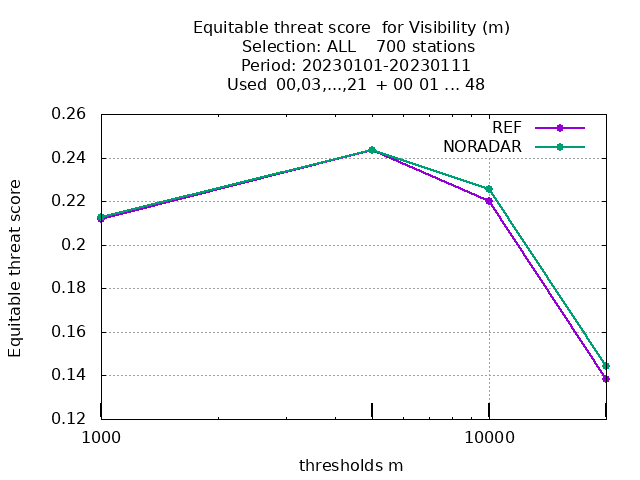 Equitable threat score for Visibility (m)
Selection: ALL 700 stations
Period: 20230101-20230111
Used 00,03,...,21 + 00 01 ... 48
REF
NORADAR
0.26
0.24
0.22
0.2
0.18
0.16
0.14
0.12
Equitable threat score
1000 10000
thresholds m